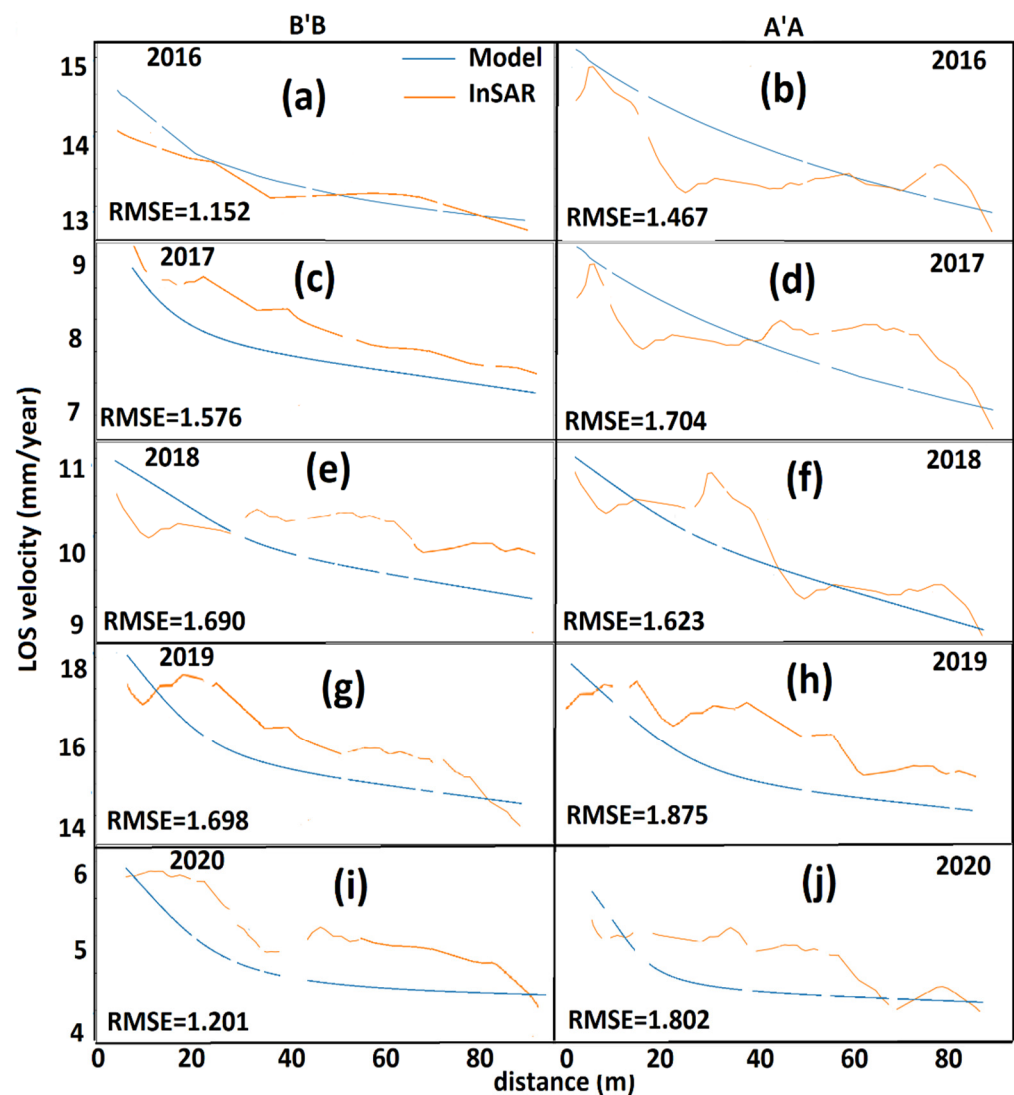 B'B
A'A
LOS velocity (mm/year)
15
14
13
2016
Model
InSAR
(a)
RMSE=1.152
2016
(b)
RMSE=1.467
9
8
7
2017
(c)
RMSE=1.576
2017
(d)
RMSE=1.704
11
10
9
2018
(e)
RMSE=1.690
2018
(f)
RMSE=1.623
18
16
14
2019
(g)
RMSE=1.698
2019
(h)
RMSE=1.875
6
5
4
2020
(i)
RMSE=1.201
2020
(j)
RMSE=1.802
0 20 40 60 80 0 20 40 60 80
distance (m)